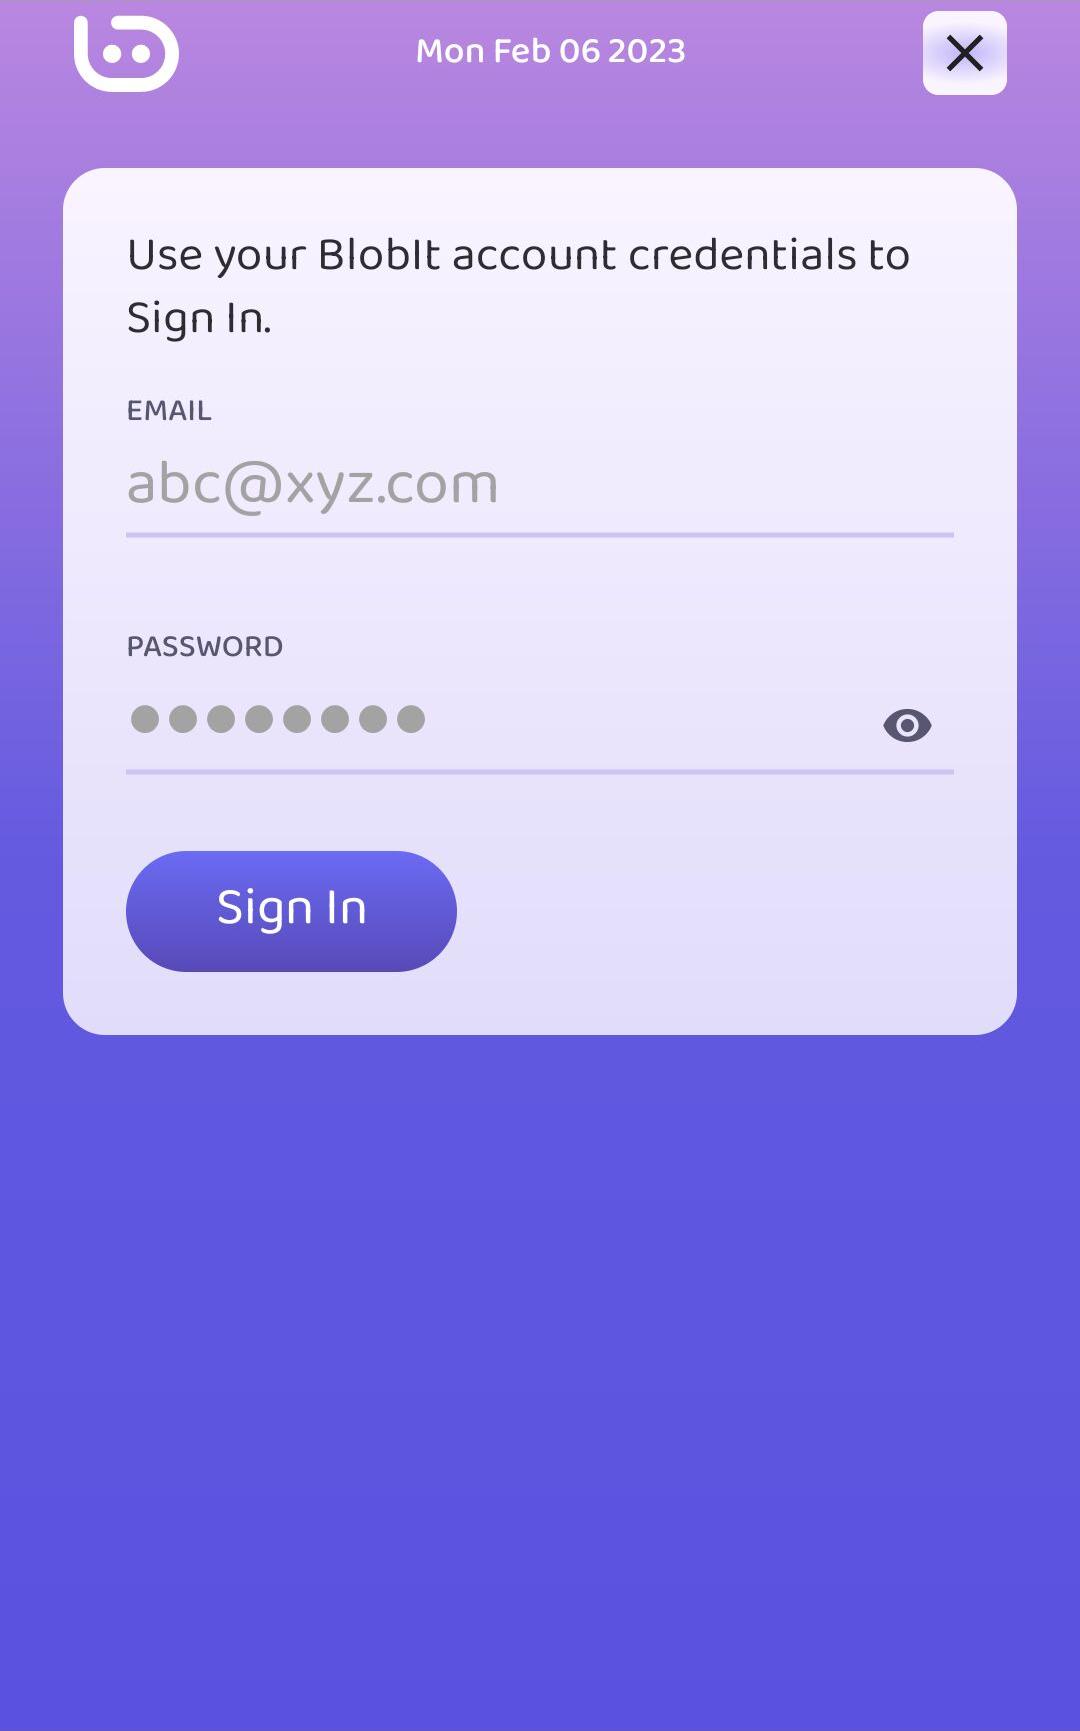 Mon Feb 06 2023
Use your BlobIt account credentials to
Sign In.
EMAIL
abc@xyz.com
PASSWORD
Sign In